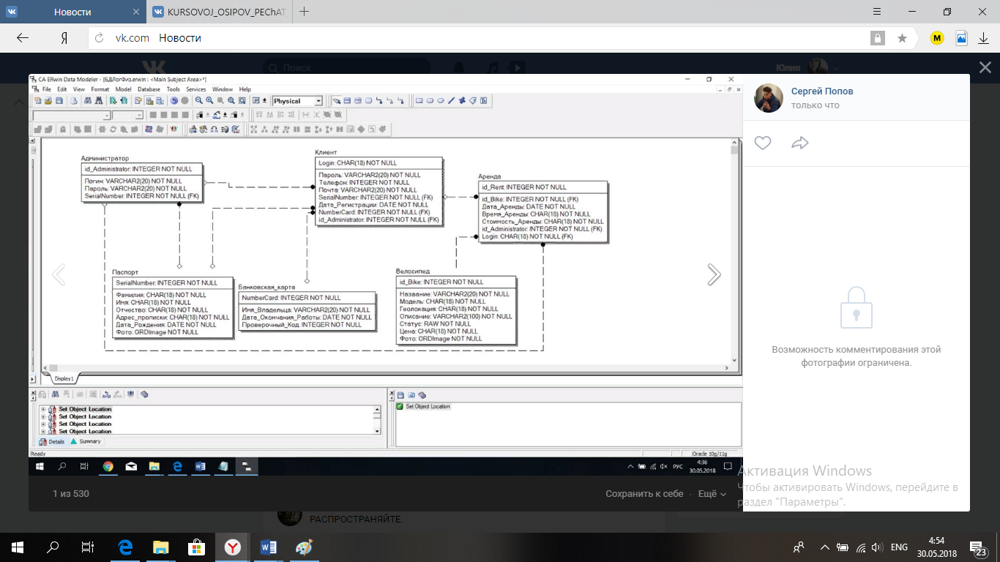 Новости
KURSOVOJ_OSIPOV_PEChAT
vk.com Новости
Поиск
Юлия
CA ERwin Data Modeler - [БДЛогФиз.erwin : <Main Subject Area>*]
File Edit View Format Model Database Tools Services Window Help
Physical
Администратор
id_Administrator: INTEGER NOT NULL
Логин: VARCHAR2(20) NOT NULL
Пароль: VARCHAR2(20) NOT NULL
SerialNumber: INTEGER NOT NULL (FK)
Клиент
Login: CHAR(18) NOT NULL
Пароль: VARCHAR2(20) NOT NULL
Телефон: INTEGER NOT NULL
Почта: VARCHAR2(20) NOT NULL
SerialNumber: INTEGER NOT NULL (FK)
Дата_Регистрации: DATE NOT NULL
NumberCard: INTEGER NOT NULL (FK)
id_Administrator: INTEGER NOT NULL (FK)
Аренда
id_Rent: INTEGER NOT NULL
id_Bike: INTEGER NOT NULL (FK)
Дата_Аренды: DATE NOT NULL
Время_Аренды: CHAR(18) NOT NULL
Стоимость_Аренды: CHAR(18) NOT NULL
id_Administrator: INTEGER NOT NULL (FK)
Login: CHAR(18) NOT NULL (FK)
Паспорт
SerialNumber: INTEGER NOT NULL
Фамилия: CHAR(18) NOT NULL
Имя: CHAR(18) NOT NULL
Отчество: CHAR(18) NOT NULL
Адрес_прописки: CHAR(18) NOT NULL
Дата_Рождения: DATE NOT NULL
Фото: ORDImage NOT NULL
Банковская_карта
NumberCard: INTEGER NOT NULL
Имя_Владельца: VARCHAR2(20) NOT NULL
Дата_Окончания_Работы: DATE NOT NULL
Проверочный_Код: INTEGER NOT NULL
Велосипед
id_Bike: INTEGER NOT NULL
Название: VARCHAR2(20) NOT NULL
Модель: CHAR(18) NOT NULL
Геолокация: CHAR(18) NOT NULL
Описание: VARCHAR2(100) NOT NULL
Статус: RAW NOT NULL
Цена: CHAR(18) NOT NULL
Фото: ORDImage NOT NULL
Display1
Set Object Location
Set Object Location
Set Object Location
Set Object Location
Details Summary
Set Object Location
Ready
Oracle 10g/11g
РУС
4:36
30.05.2018
Сергей Попов
только что
Возможность комментирования этой
фотографии ограничена.
1 из 530
Сохранить к себе · Ещё
Активация Windows
Чтобы активировать Windows, перейдите в
раздел "Параметры".
РАСПРОСТРАНЯЙТЕ.
ENG
4:54
30.05.2018
23